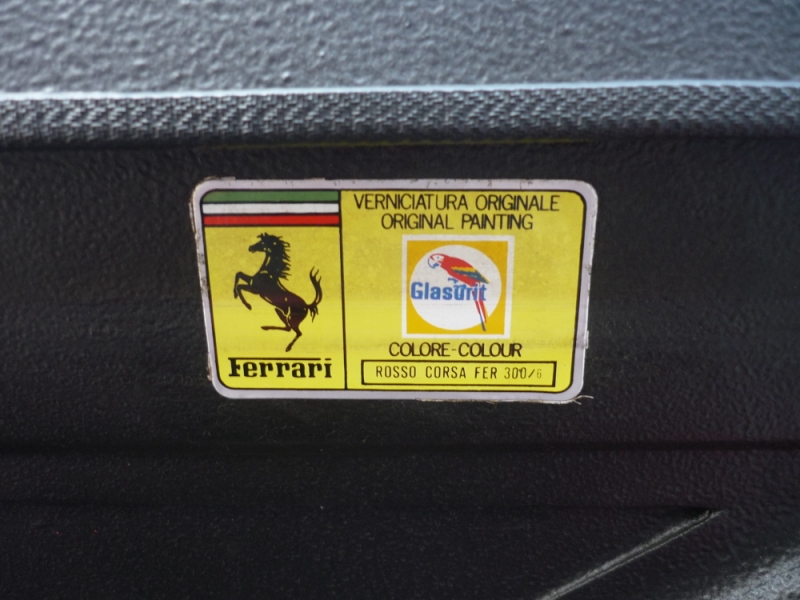 VERNICIATURA ORIGINALE
ORIGINAL PAINTING
Glasurit
COLORE-COLOUR
ROSSO CORSA FER 300/6
Ferrari